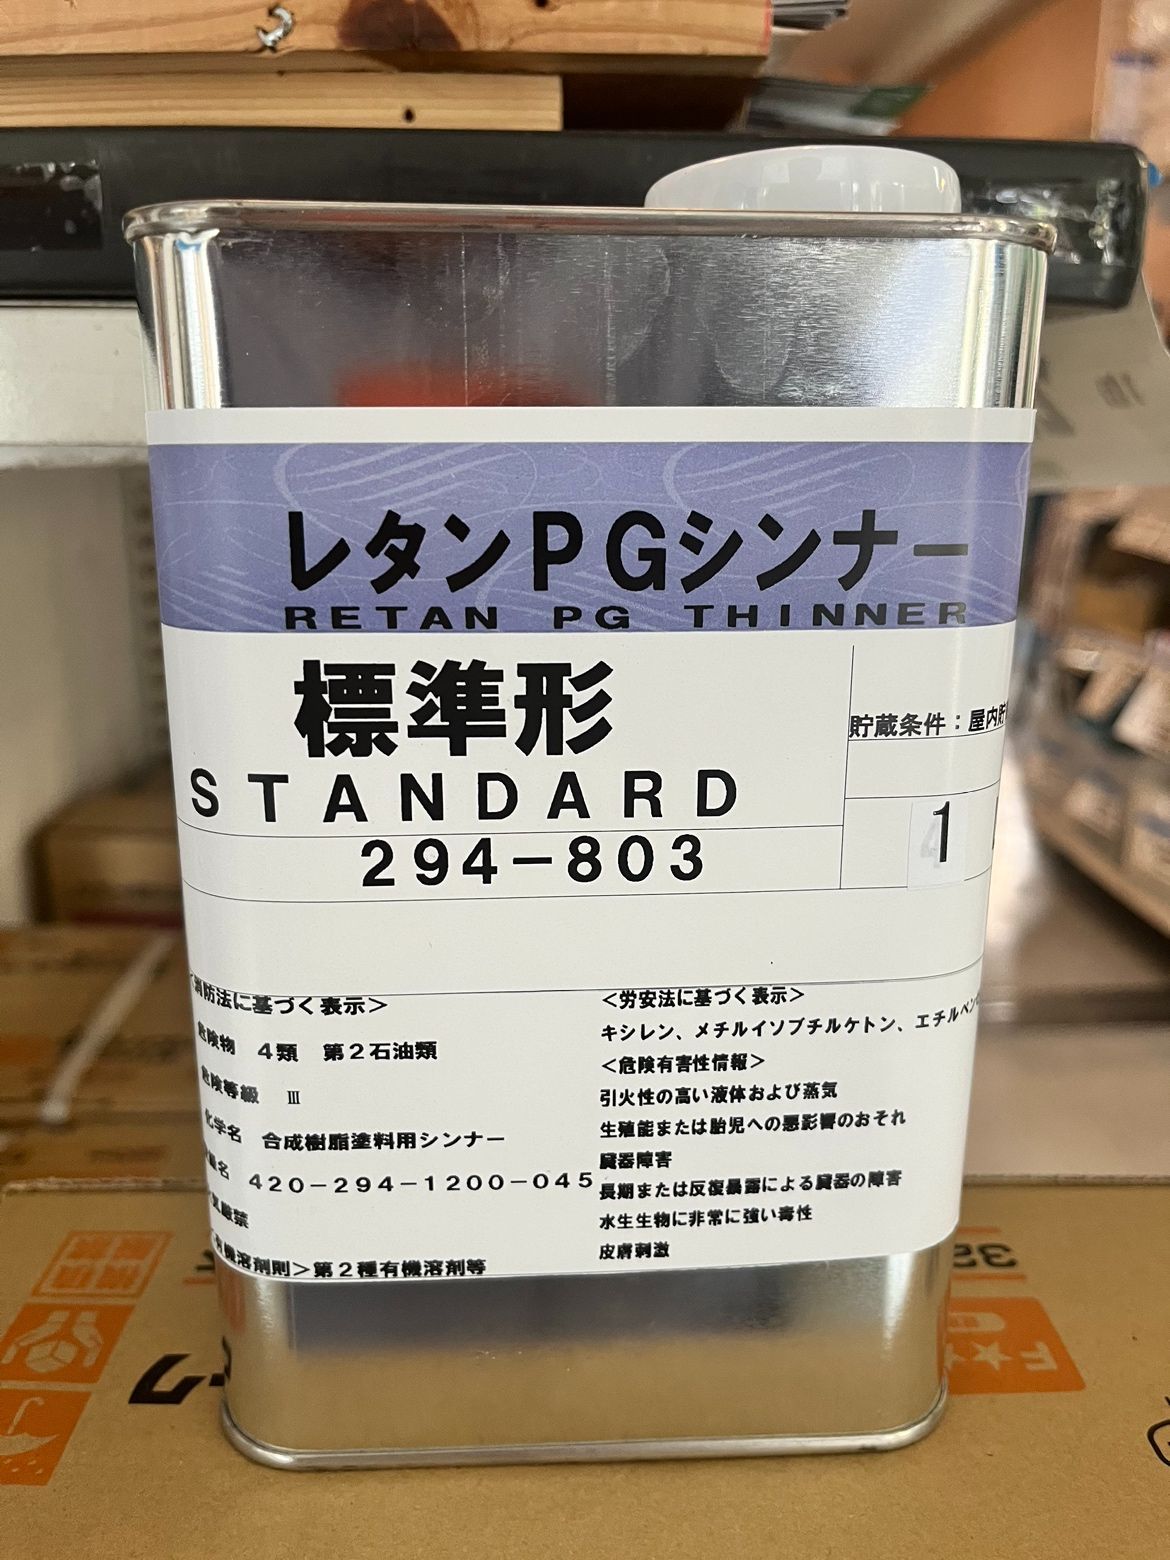 レタンPGシンナー
RETAN PG THINNER
標準形
STANDARD
294-803
貯蔵条件:屋内貯
1
<消防法に基づく表示>
危険物 4類 第2石油類
危険等級 Ⅲ
化学名 合成樹脂塗料用シンナー
420-294-1200-045
火気厳禁
有機溶剤則>第2種有機溶剤等
<労安法に基づく表示>
キシレン、メチルイソブチルケトン、エチルベン
<危険有害性情報>
引火性の高い液体および蒸気
生殖能または胎児への悪影響のおそれ
臓器障害
長期または反復暴露による臓器の障害
水生生物に非常に強い毒性
皮膚刺激